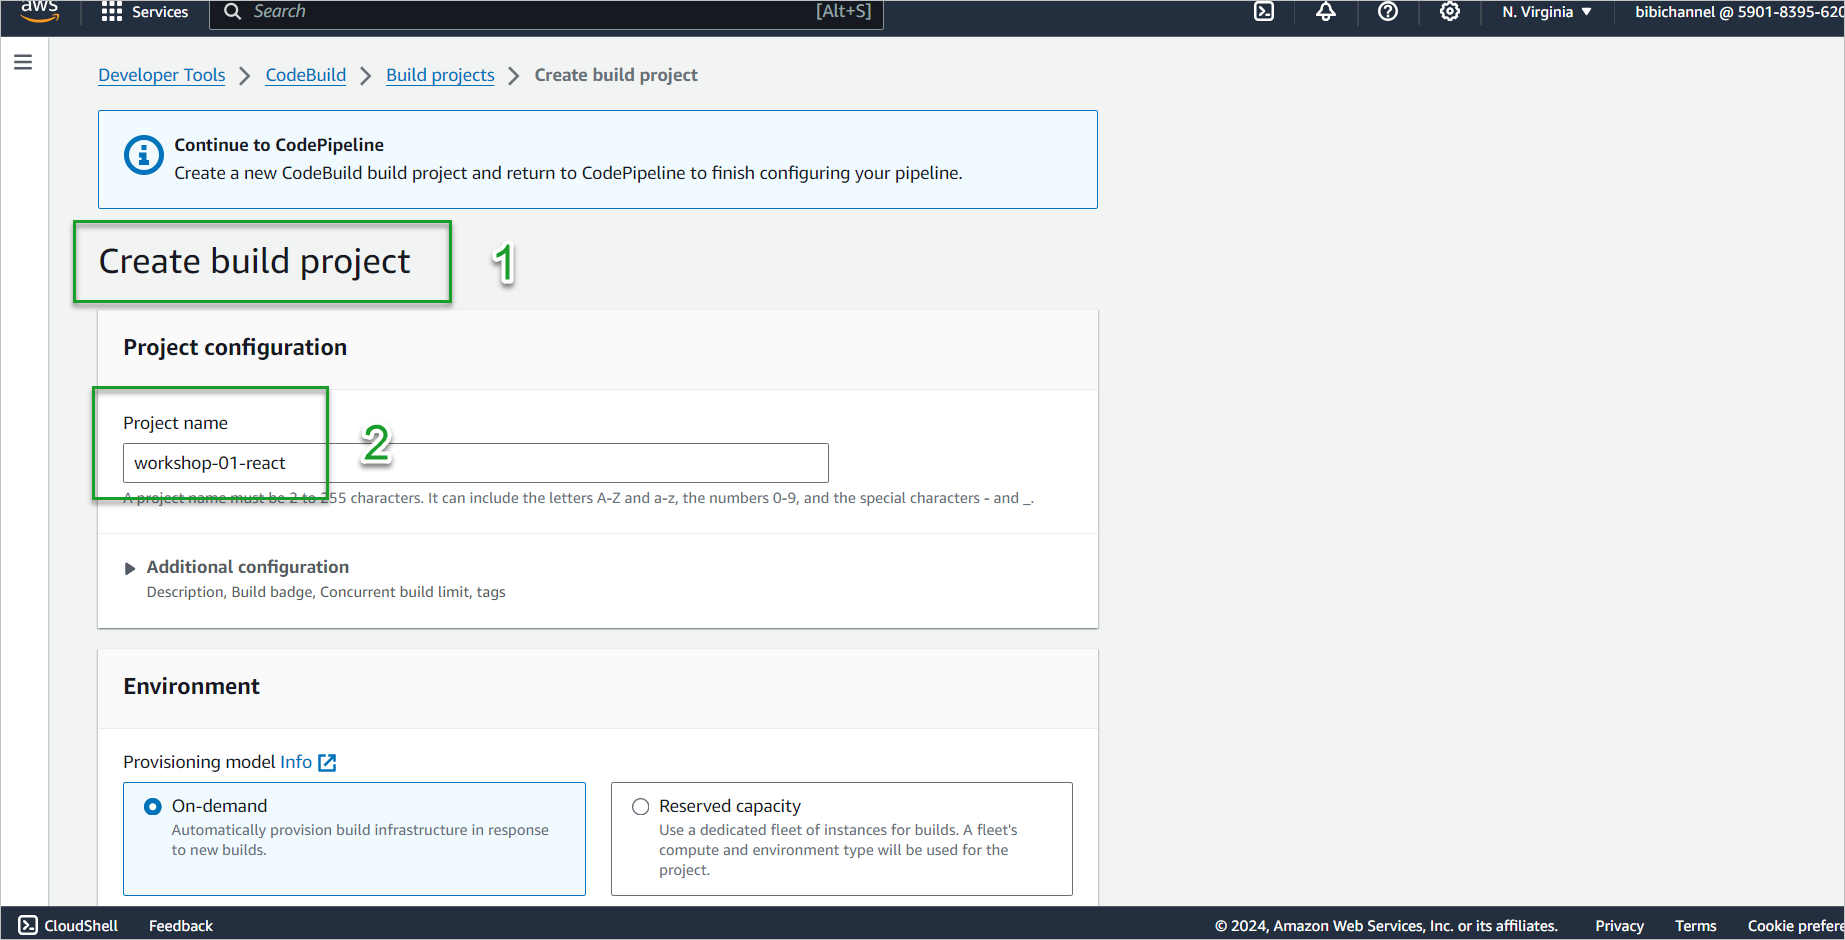 aws
Services
Search
[Alt+S]
N. Virginia
bibichannel @ 5901-8395-620
Developer Tools
CodeBuild
Build projects
Create build project
Continue to CodePipeline
Create a new CodeBuild build project and return to CodePipeline to finish configuring your pipeline.
Create build project
1
Project configuration
Project name
2
workshop-01-react
A project name must be 2 to 255 characters. It can include the letters A-Z and a-z, the numbers 0-9, and the special characters - and _.
Additional configuration
Description, Build badge, Concurrent build limit, tags
Environment
Provisioning model Info
On-demand
Automatically provision build infrastructure in response
to new builds.
Reserved capacity
Use a dedicated fleet of instances for builds. A fleet's
compute and environment type will be used for the
project.
CloudShell
Feedback
© 2024, Amazon Web Services, Inc. or its affiliates.
Privacy
Terms
Cookie prefere